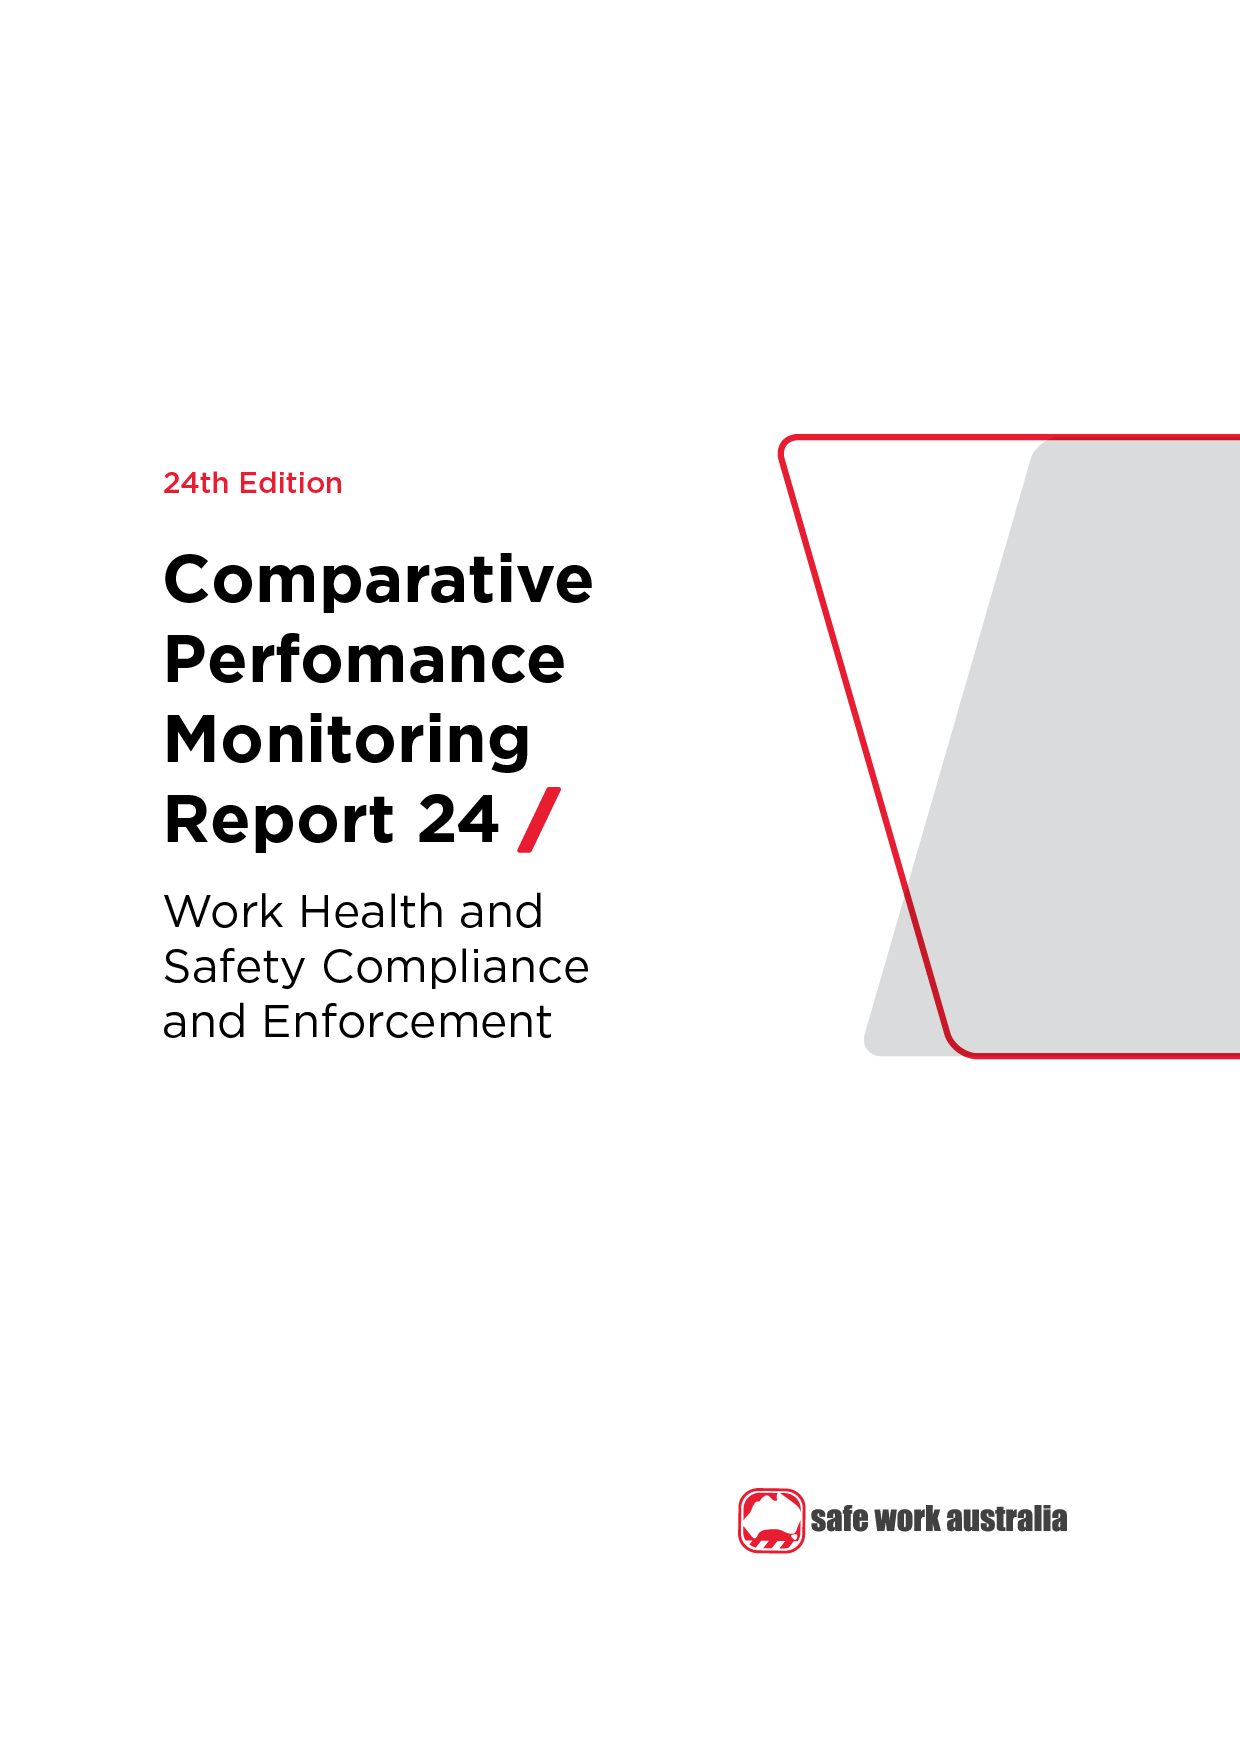 24th Edition
Comparative
Perfomance
Monitoring
Report 24 /
Work Health and
Safety Compliance
and Enforcement
safe work australia